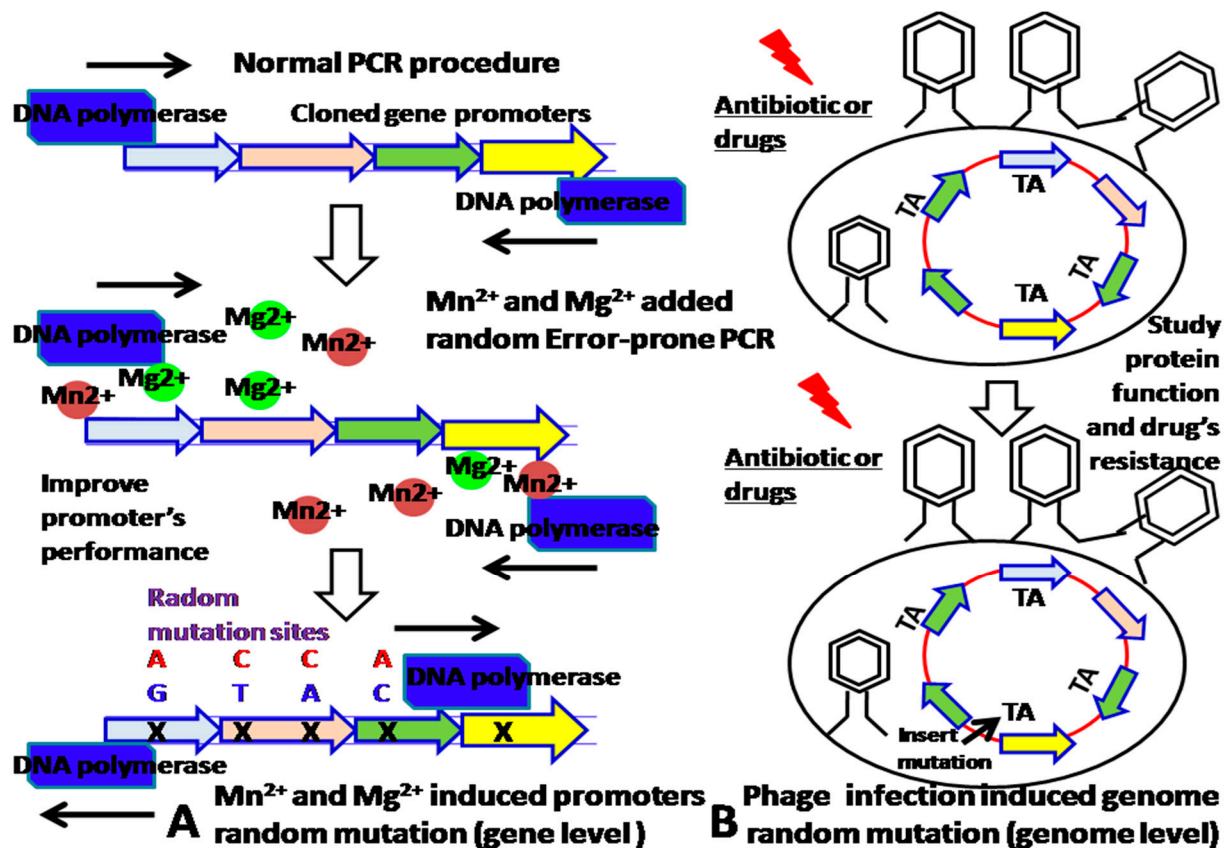 Normal PCR procedure
DNA polymerase
Cloned gene promoters
DNA polymerase
Mn²⁺ and Mg²⁺ added
random Error-prone PCR
DNA polymerase
Mg2+
Mn2+
Mg2+
Mn2+
Mg2+
Mg2+
Mn2+
Mn2+
Mn2+
DNA polymerase
Improve
promoter's
performance
Radom
mutation sites
A C C A
G T A C
DNA polymerase
X X X X X
DNA polymerase
A Mn²⁺ and Mg²⁺ induced promoters
random mutation (gene level )
Antibiotic or
drugs
TA
TA
TA
TA
Study
protein
function
and drug's
resistance
Antibiotic or
drugs
TA
TA
TA
TA
Insert
mutation
B Phage infection induced genome
random mutation (genome level)